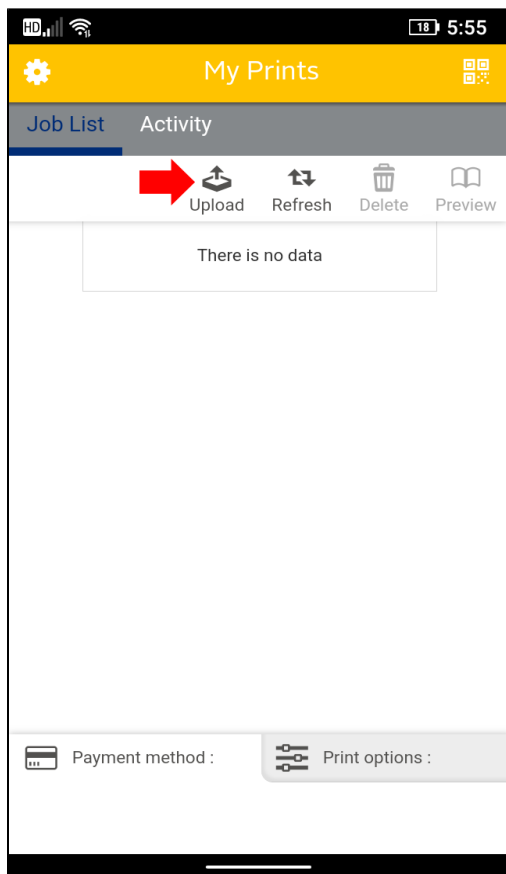 HD 18 5:55
My Prints
Job List Activity
Upload Refresh Delete Preview
There is no data
Payment method : Print options :